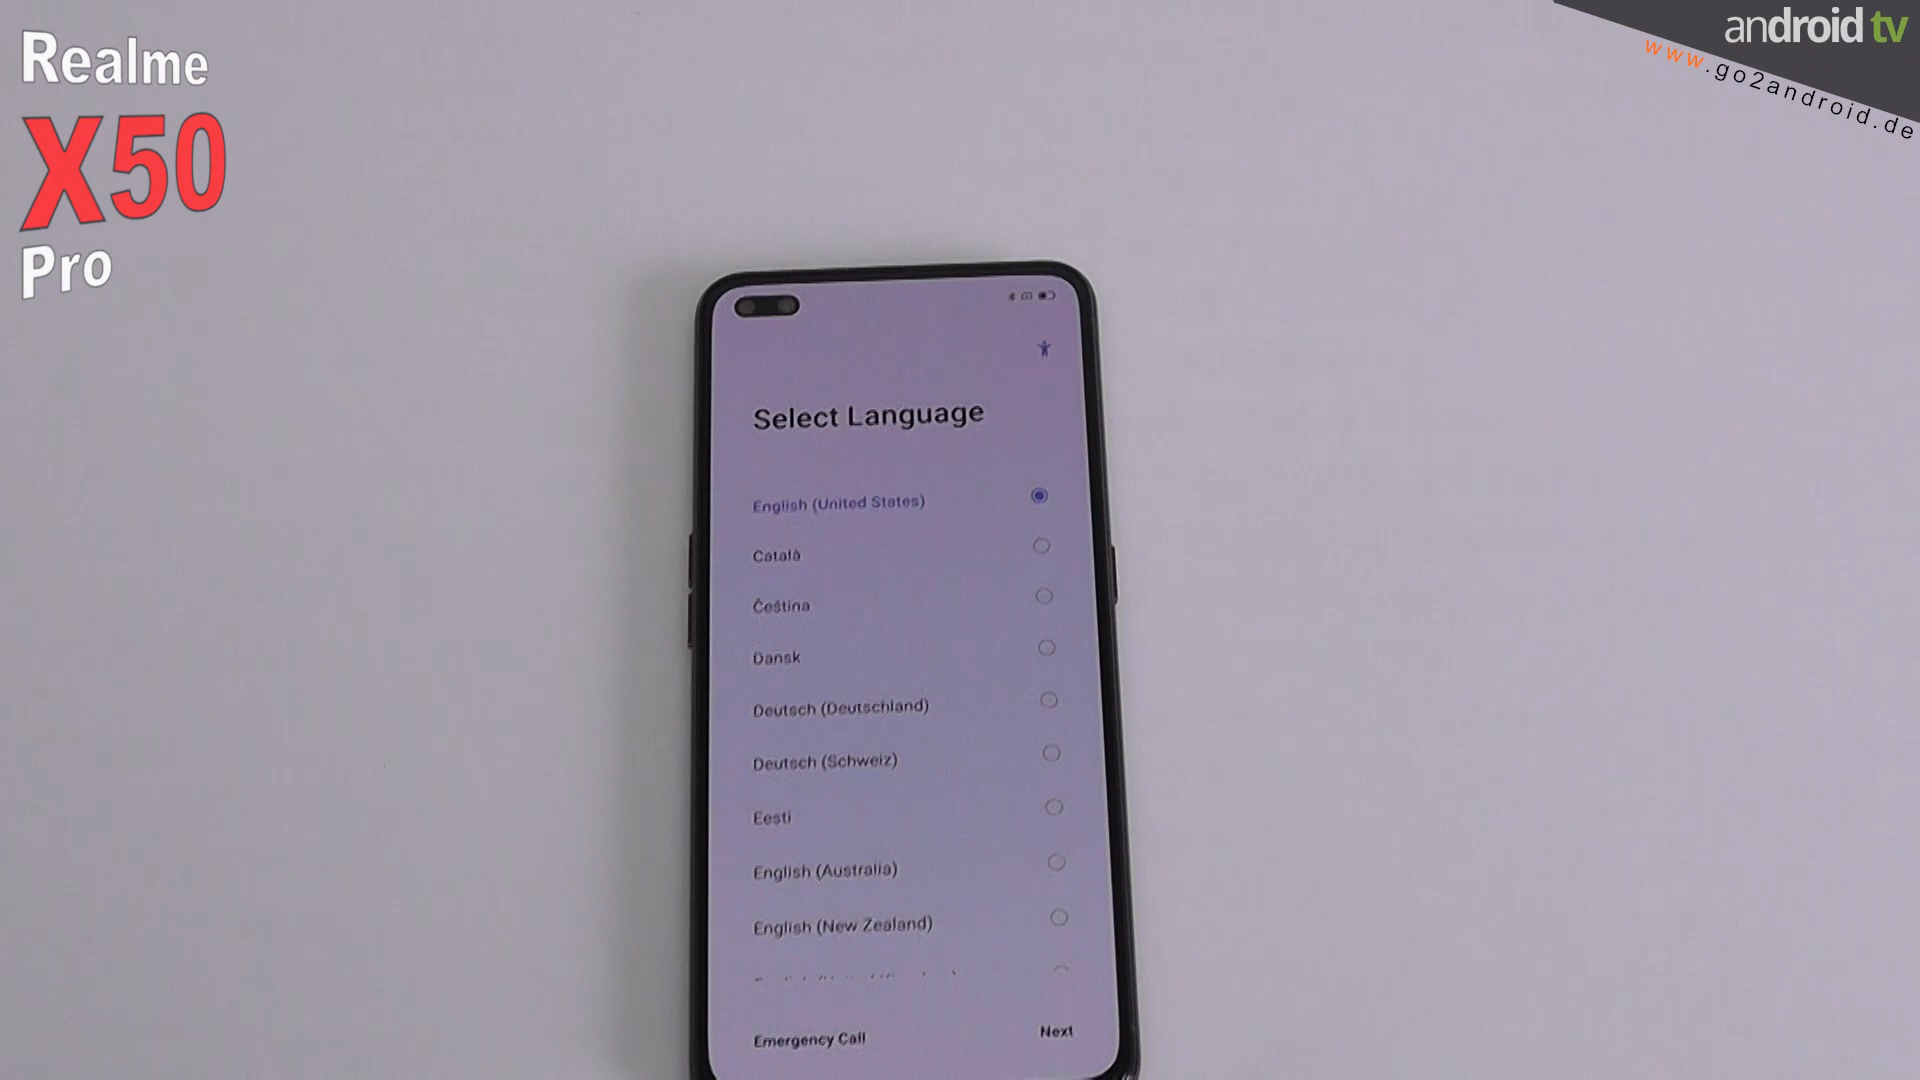 Realme
X50
Pro
android tv
www.go2android.de
Select Language
English (United States)
Català
Čeština
Dansk
Deutsch (Deutschland)
Deutsch (Schweiz)
Eesti
English (Australia)
English (New Zealand)
Emergency Call
Next